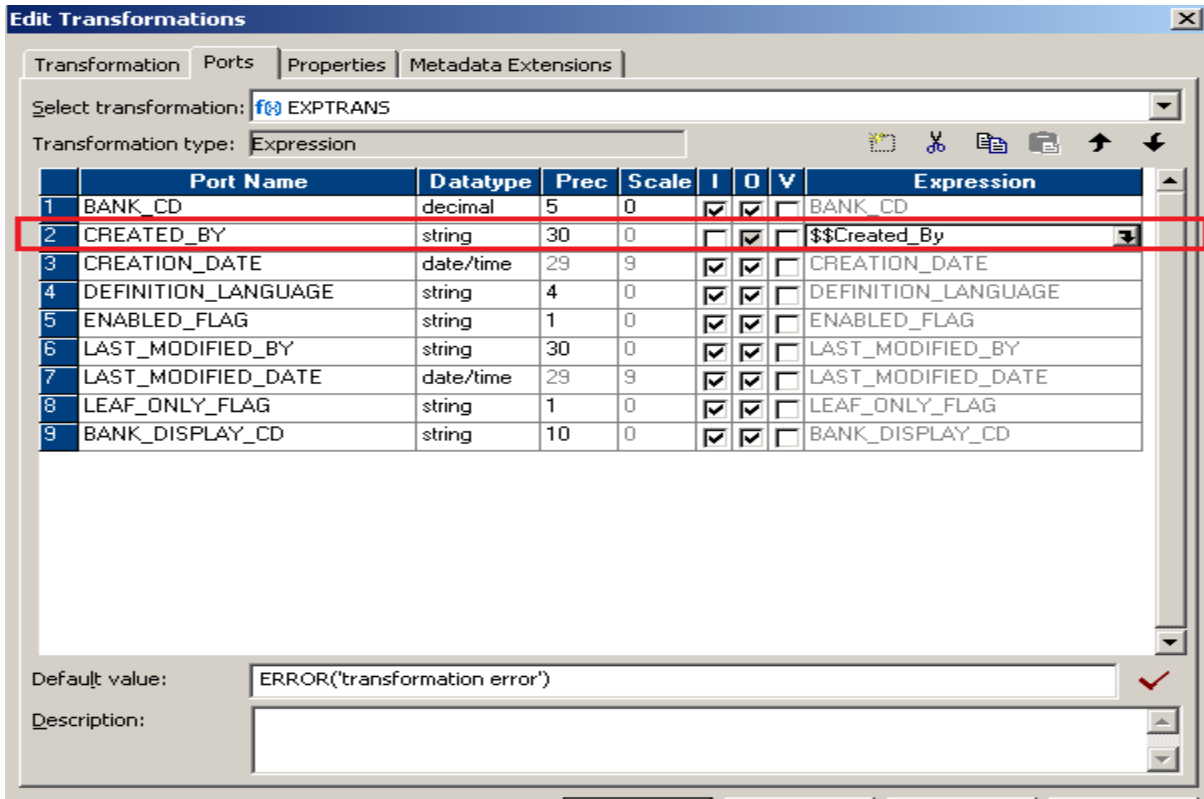 Edit Transformations
Transformation Ports Properties Metadata Extensions
Select transformation: f(x) EXPTRANS
Transformation type: Expression
Port Name Datatype Prec Scale I O V Expression
1 BANK_CD decimal 5 0 BANK_CD
2 CREATED_BY string 30 0 $$Created_By
3 CREATION_DATE date/time 29 9 CREATION_DATE
4 DEFINITION_LANGUAGE string 4 0 DEFINITION_LANGUAGE
5 ENABLED_FLAG string 1 0 ENABLED_FLAG
6 LAST_MODIFIED_BY string 30 0 LAST_MODIFIED_BY
7 LAST_MODIFIED_DATE date/time 29 9 LAST_MODIFIED_DATE
8 LEAF_ONLY_FLAG string 1 0 LEAF_ONLY_FLAG
9 BANK_DISPLAY_CD string 10 0 BANK_DISPLAY_CD
Default value: ERROR('transformation error')
Description: